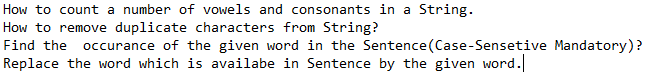 How to count a number of vowels and consonants in a String.
How to remove duplicate characters from String?
Find the  occurance of the given word in the Sentence(Case-Sensetive Mandatory)?
Replace the word which is availabe in Sentence by the given word.